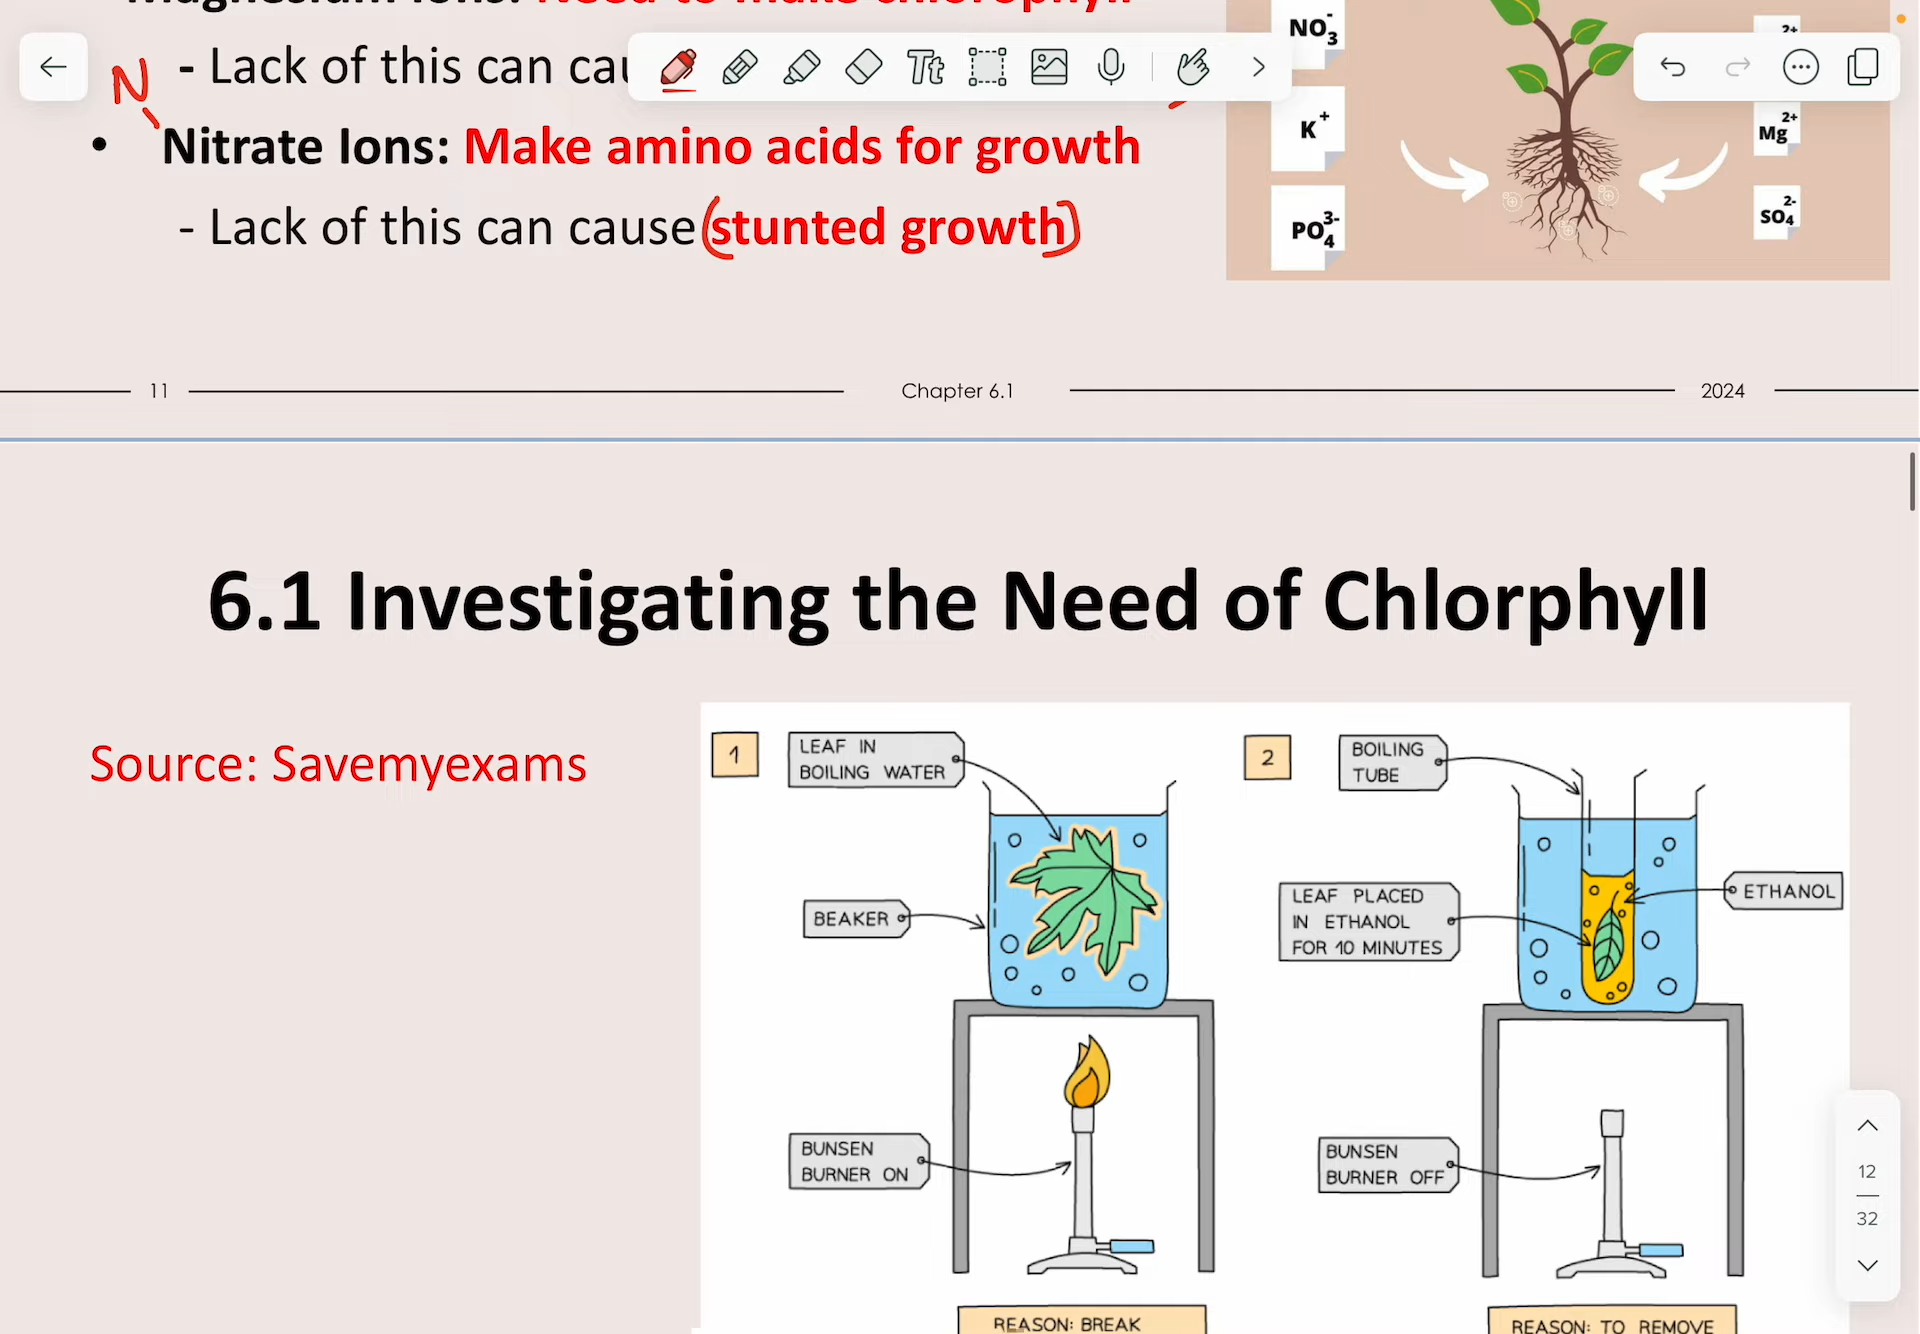 - Lack of this can
N
• Nitrate Ions: Make amino acids for growth
- Lack of this can cause (stunted growth)
NO3-
K+
PO43-
2+
Mg2+
SO42-
Tt
11
Chapter 6.1
2024
6.1 Investigating the Need of Chlorphyll
Source: Savemyexams
1
LEAF IN
BOILING WATER
BEAKER
BUNSEN
BURNER ON
REASON: BREAK
2
BOILING
TUBE
LEAF PLACED
IN ETHANOL
FOR 10 MINUTES
ETHANOL
BUNSEN
BURNER OFF
REASON: TO REMOVE
12
32